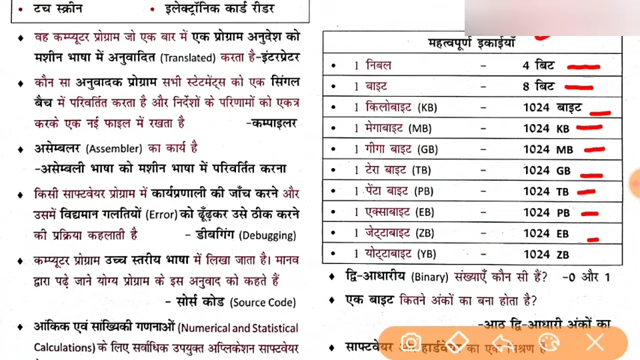 • टच स्क्रीन • इलेक्ट्रॉनिक कार्ड रीडर
♦ वह कम्प्यूटर प्रोग्राम जो एक बार में एक प्रोग्राम अनुवेश को
मशीन भाषा में अनुवादित (Translated) करता है-इंटरप्रेटर
♦ कौन सा अनुवादक प्रोग्राम सभी स्टेमेंट्स को एक सिंगल
बैच में परिवर्तित करता है और निर्देशों के परिणामों को एकत्र
करके एक नई फाइल में रखता है -कम्पाइलर
♦ असेम्बलर (Assembler) का कार्य है
-असेम्बली भाषा को मशीन भाषा में परिवर्तित करना
♦ किसी साफ्टवेयर प्रोग्राम में कार्यप्रणाली की जाँच करने और
उसमें विद्यमान गलतियों (Error) को ढूँढ़कर उसे ठीक करने
की प्रक्रिया कहलाती है - डीबगिंग (Debugging)
♦ कम्प्यूटर प्रोग्राम उच्च स्तरीय भाषा में लिखा जाता है। मानव
द्वारा पढ़े जाने योग्य प्रोग्राम के इस अनुवाद को कहते हैं
- सोर्स कोड (Source Code)
♦ आंकिक एवं सांख्यिकी गणनाओं (Numerical and Statistical
Calculations) के लिए सर्वाधिक उपयुक्त अप्लिकेशन साफ्टवेयर
महत्वपूर्ण इकाईयाँ
• 1 निबल - 4 बिट
• 1 बाइट - 8 बिट
• 1 किलोबाइट (KB) - 1024 बाइट
• 1 मेगाबाइट (MB) - 1024 KB
• 1 गीगा बाइट (GB) - 1024 MB
• 1 टेरा बाइट (TB) - 1024 GB
• 1 पेंटा बाइट (PB) - 1024 TB
• 1 एक्साबाइट (EB) - 1024 PB
• 1 जेट्टाबाइट (ZB) - 1024 EB
• 1 योट्टाबाइट (YB) - 1024 ZB
♦ द्वि-आधारीय (Binary) संख्याएँ कौन सी हैं? -0 और 1
♦ एक बाइट कितने अंकों का बना होता है?
-आठ द्वि-आधारी अंकों का
♦ साफ्टवेयर हार्डवेयर का